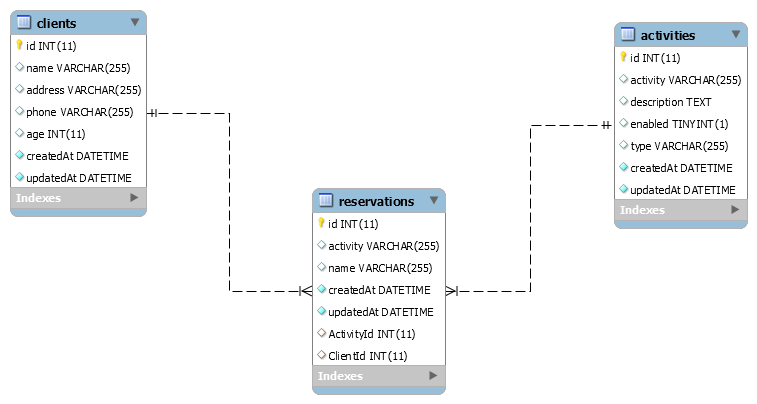 clients
id INT(11)
name VARCHAR(255)
address VARCHAR(255)
phone VARCHAR(255)
age INT(11)
createdAt DATETIME
updatedAt DATETIME
Indexes
reservations
id INT(11)
activity VARCHAR(255)
name VARCHAR(255)
createdAt DATETIME
updatedAt DATETIME
ActivityId INT(11)
ClientId INT(11)
Indexes
activities
id INT(11)
activity VARCHAR(255)
description TEXT
enabled TINYINT(1)
type VARCHAR(255)
createdAt DATETIME
updatedAt DATETIME
Indexes